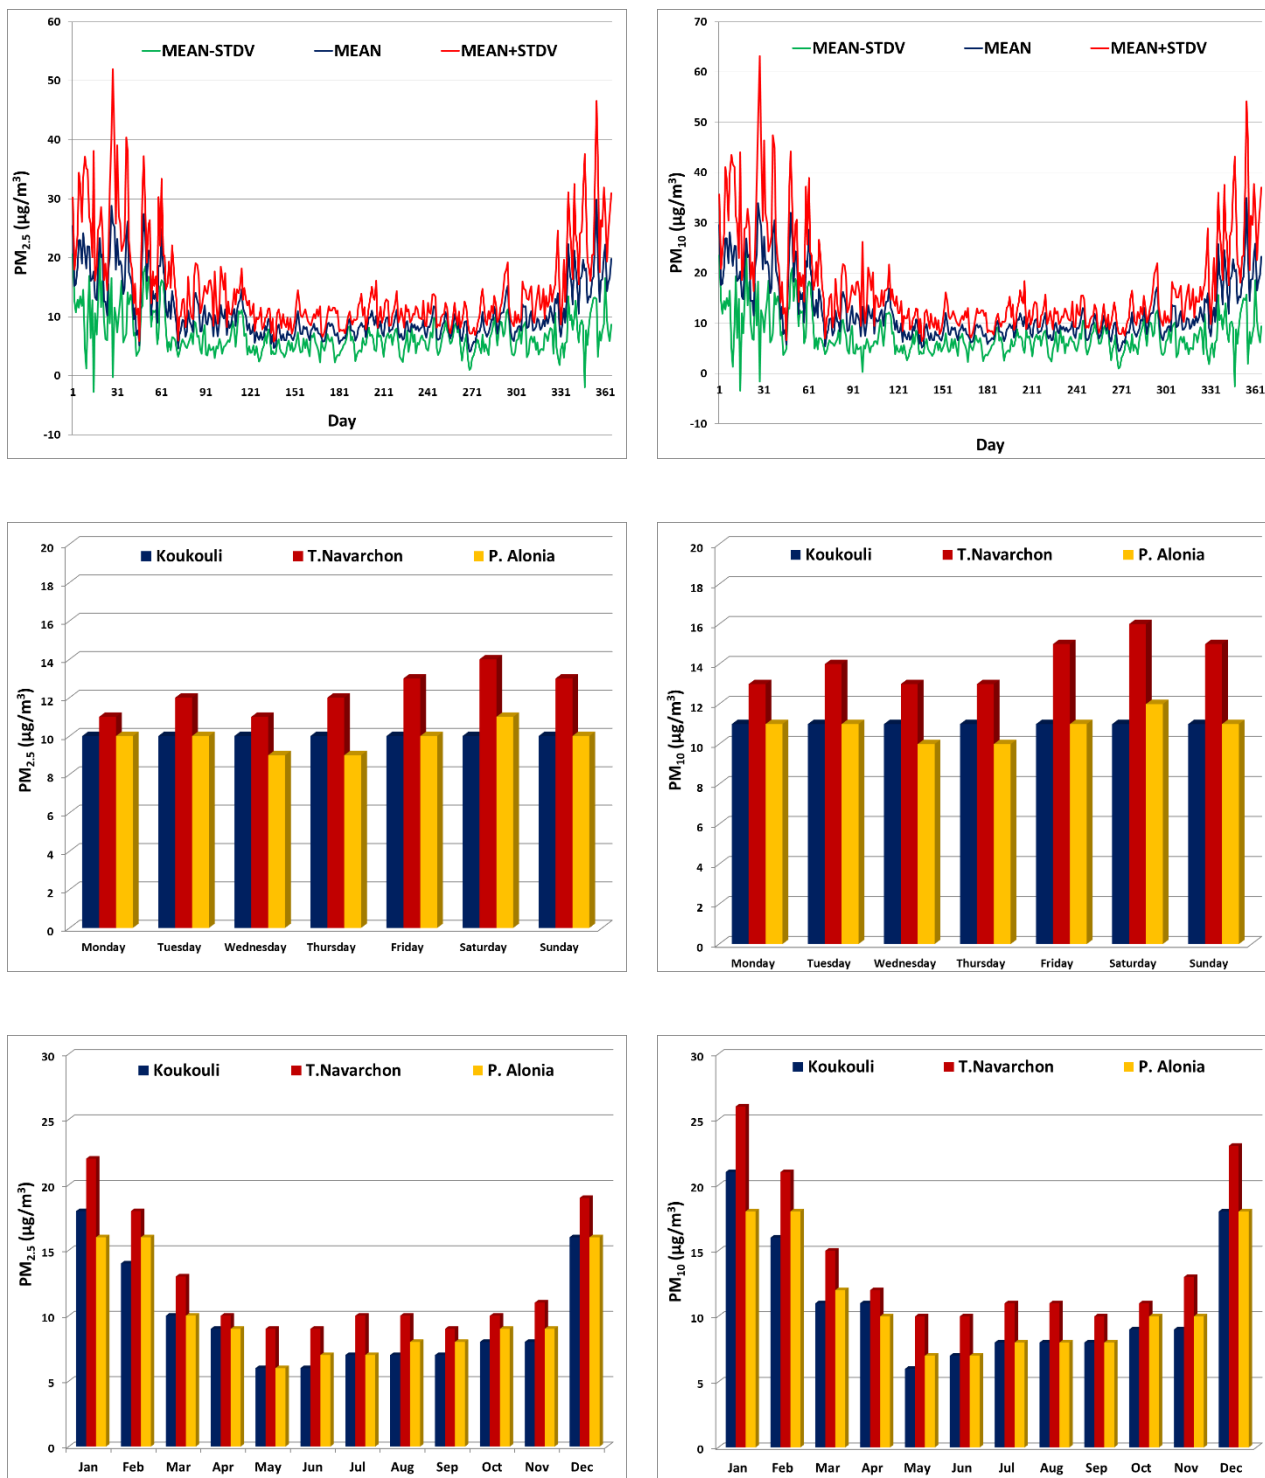 60
50
40
30
20
10
0
-10
MEAN-STDV MEAN MEAN+STDV
PM2.5 (µg/m³)
1 31 61 91 121 151 181 211 241 271 301 331 361
Day
70
60
50
40
30
20
10
0
-10
MEAN-STDV MEAN MEAN+STDV
PM10 (µg/m³)
1 31 61 91 121 151 181 211 241 271 301 331 361
Day
20
18
16
14
12
10
8
6
4
2
0
Koukouli T.Navarchon P. Alonia
PM2.5 (µg/m³)
Monday Tuesday Wednesday Thursday Friday Saturday Sunday
20
18
16
14
12
10
8
6
4
2
0
Koukouli T.Navarchon P. Alonia
PM10 (µg/m³)
Monday Tuesday Wednesday Thursday Friday Saturday Sunday
30
25
20
15
10
5
0
Koukouli T.Navarchon P. Alonia
PM2.5 (µg/m³)
Jan Feb Mar Apr May Jun Jul Aug Sep Oct Nov Dec
30
25
20
15
10
5
0
Koukouli T.Navarchon P. Alonia
PM10 (µg/m³)
Jan Feb Mar Apr May Jun Jul Aug Sep Oct Nov Dec